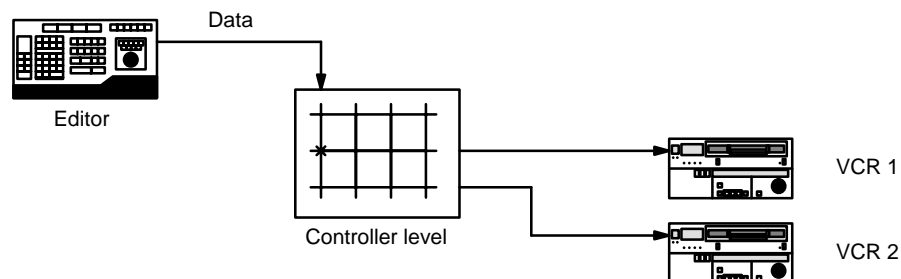 Data
Editor
Controller level
VCR 1
VCR 2